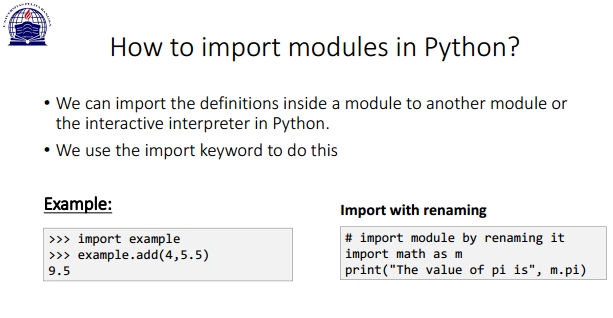 How to import modules in Python?
• We can import the definitions inside a module to another module or
the interactive interpreter in Python.
• We use the import keyword to do this
Example:
>>> import example
>>> example.add(4,5.5)
9.5
Import with renaming
# import module by renaming it
import math as m
print("The value of pi is", m.pi)